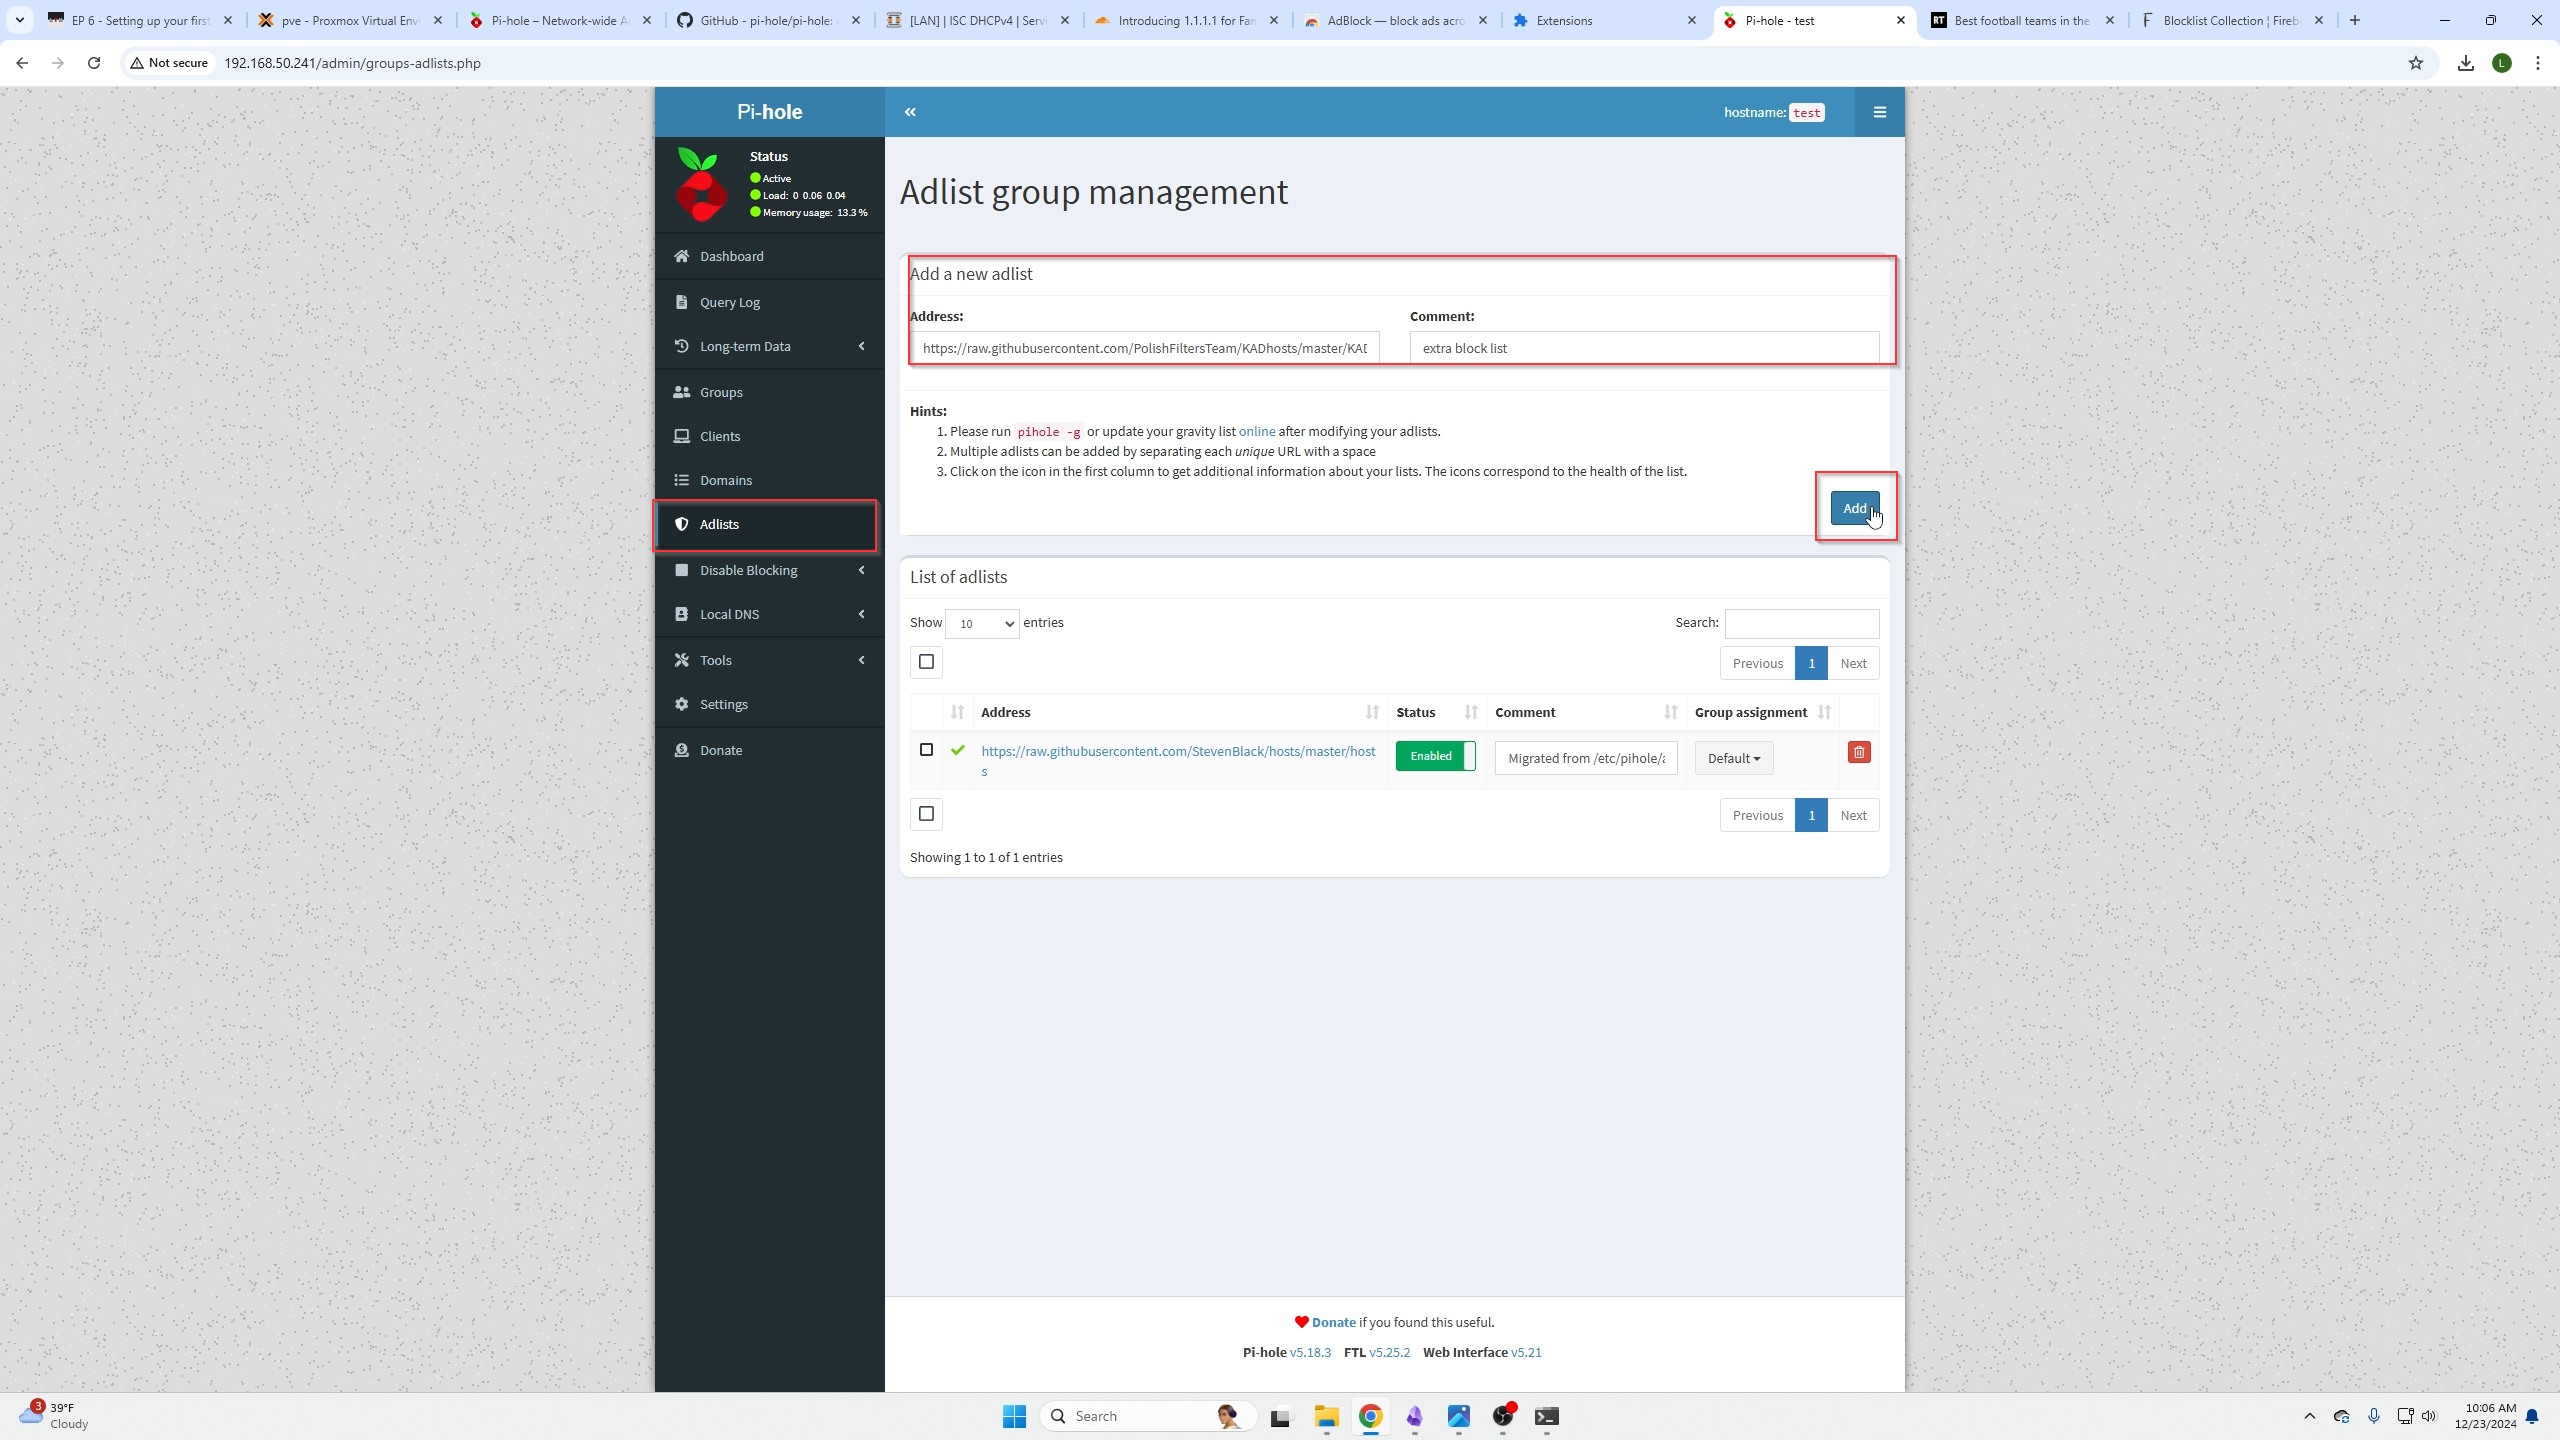 EP 6 - Setting up your first
pve - Proxmox Virtual Envi
Pi-hole – Network-wide A
GitHub - pi-hole/pi-hole:
[LAN] | ISC DHCPv4 | Servi
Introducing 1.1.1.1 for Fam
AdBlock — block ads acro
Extensions
Pi-hole - test
RT
Best football teams in the
Blocklist Collection | Fireb
Not secure
192.168.50.241/admin/groups-adlists.php
L
Pi-hole
hostname: test
Status
Active
Load: 0 0.06 0.04
Memory usage: 13.3 %
Dashboard
Query Log
Long-term Data
Groups
Clients
Domains
Adlists
Disable Blocking
Local DNS
Tools
Settings
Donate
Adlist group management
Add a new adlist
Address:
Comment:
https://raw.githubusercontent.com/PolishFiltersTeam/KADhosts/master/KAD
extra block list
Hints:
1. Please run pihole -g or update your gravity list online after modifying your adlists.
2. Multiple adlists can be added by separating each unique URL with a space
3. Click on the icon in the first column to get additional information about your lists. The icons correspond to the health of the list.
Add
List of adlists
Show 10 entries
Search:
Previous 1 Next
Address
Status
Comment
Group assignment
https://raw.githubusercontent.com/StevenBlack/hosts/master/host
s
Enabled
Migrated from /etc/pihole/a
Default
Previous 1 Next
Showing 1 to 1 of 1 entries
Donate if you found this useful.
Pi-hole v5.18.3 FTL v5.25.2 Web Interface v5.21
3
39°F
Cloudy
Search
10:06 AM
12/23/2024